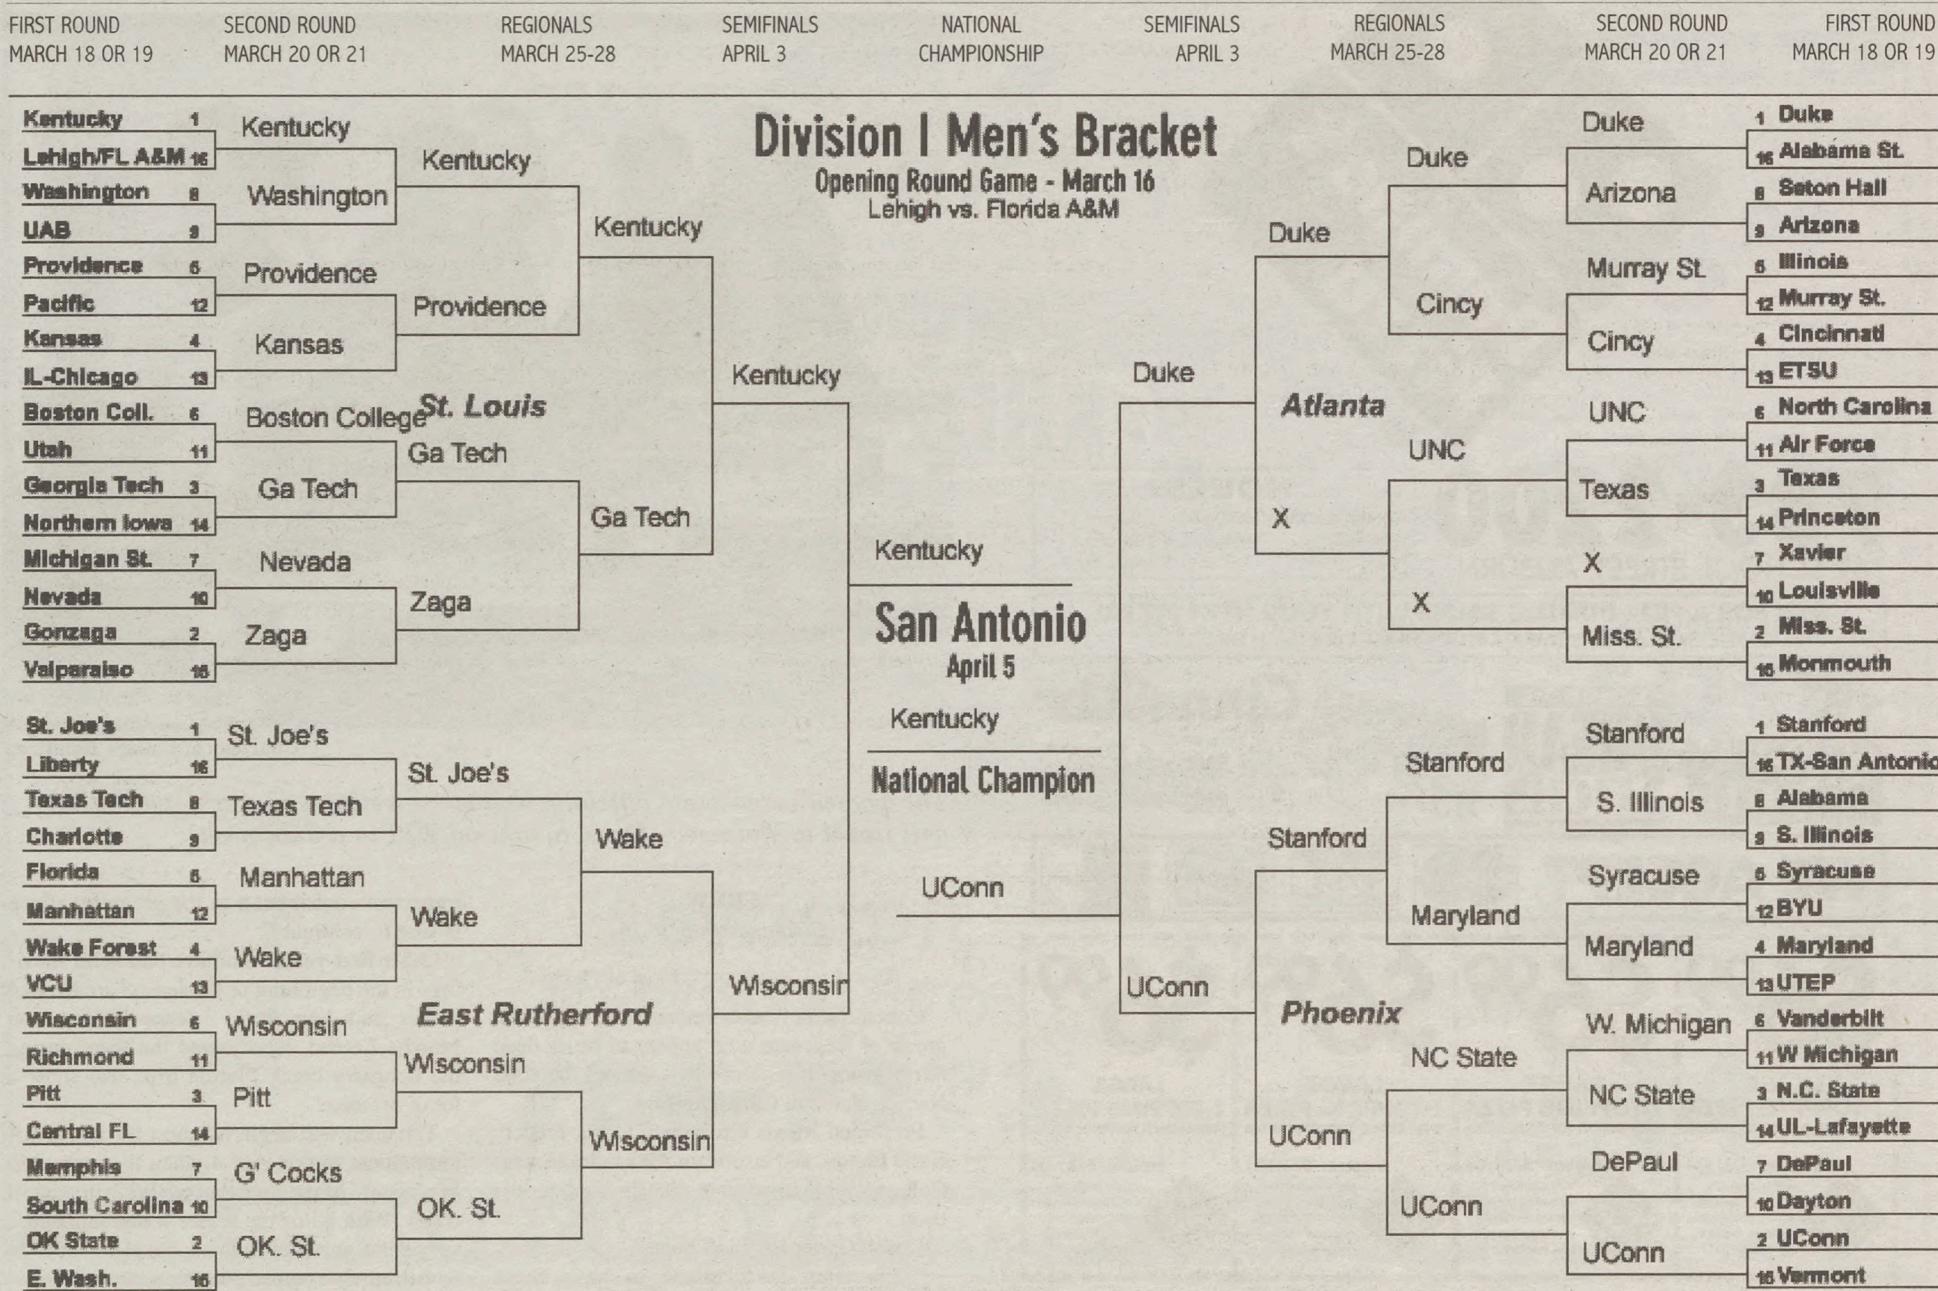 FIRST ROUND
MARCH 18 OR 19
SECOND ROUND
MARCH 20 OR 21
REGIONALS
MARCH 25-28
SEMIFINALS
APRIL 3
NATIONAL
CHAMPIONSHIP
SEMIFINALS
APRIL 3
REGIONALS
MARCH 25-28
SECOND ROUND
MARCH 20 OR 21
FIRST ROUND
MARCH 18 OR 19
Division I Men's Bracket
Opening Round Game - March 16
Lehigh vs. Florida A&M
Kentucky 1
Lehigh/FL A&M 16
Washington 8
UAB 9
Providence 5
Pacific 12
Kansas 4
IL-Chicago 13
Boston Coll. 6
Utah 11
Georgia Tech 3
Northern Iowa 14
Michigan St. 7
Nevada 10
Gonzaga 2
Valparaiso 15
St. Joe's 1
Liberty 16
Texas Tech 8
Charlotte 9
Florida 5
Manhattan 12
Wake Forest 4
VCU 13
Wisconsin 6
Richmond 11
Pitt 3
Central FL 14
Memphis 7
South Carolina 10
OK State 2
E. Wash. 15
Kentucky
Washington
Providence
Kansas
Boston College
Ga Tech
Nevada
Zaga
St. Joe's
Texas Tech
Manhattan
Wake
Wisconsin
Pitt
G' Cocks
OK. St.
Kentucky
Providence
St. Louis
Ga Tech
Zaga
St. Joe's
Wake
East Rutherford
Wisconsin
OK. St.
Kentucky
Ga Tech
Wake
Wisconsin
Kentucky
Wisconsin
Kentucky
San Antonio
April 5
Kentucky
National Champion
UConn
Duke
UConn
Duke
X
Stanford
UConn
Duke
Cincy
Atlanta
UNC
X
Stanford
Maryland
Phoenix
NC State
UConn
Duke
Arizona
Murray St.
Cincy
UNC
Texas
X
Miss. St.
Stanford
S. Illinois
Syracuse
Maryland
W. Michigan
NC State
DePaul
UConn
1 Duke
16 Alabama St.
8 Seton Hall
9 Arizona
5 Illinois
12 Murray St.
4 Cincinnati
13 ETSU
6 North Carolina
11 Air Force
3 Texas
14 Princeton
7 Xavier
10 Louisville
2 Miss. St.
15 Monmouth
1 Stanford
16 TX-San Antonio
8 Alabama
9 S. Illinois
5 Syracuse
12 BYU
4 Maryland
13 UTEP
6 Vanderbilt
11 W Michigan
3 N.C. State
14 UL-Lafayette
7 DePaul
10 Dayton
2 UConn
15 Vermont